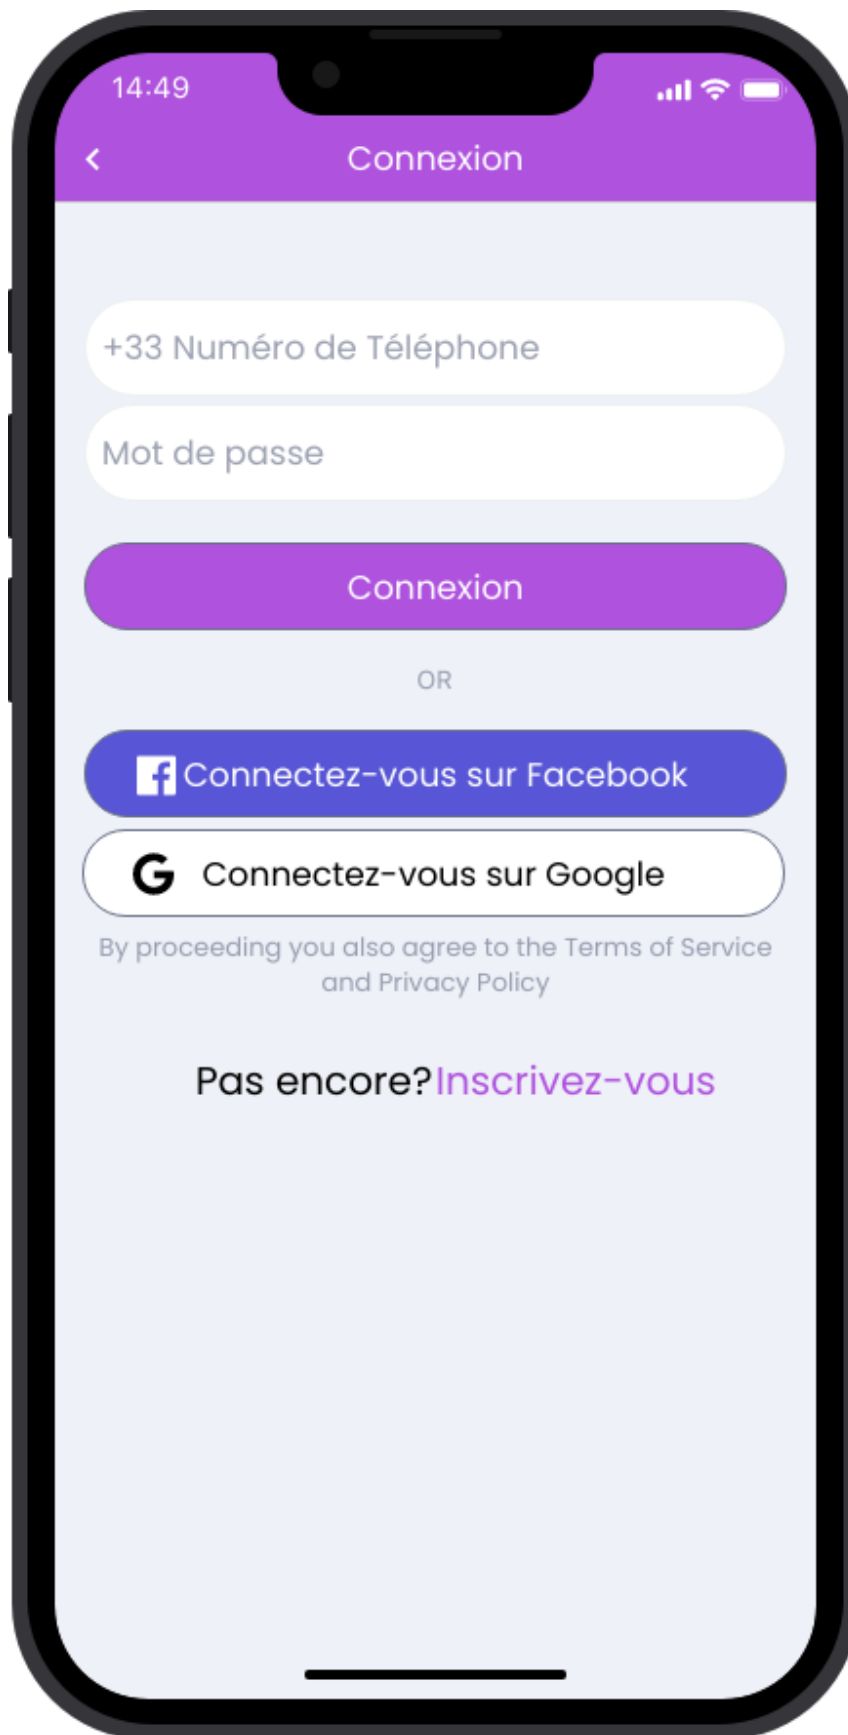 14:49
Connexion
+33 Numéro de Téléphone
Mot de passe
Connexion
OR
Connectez-vous sur Facebook
G Connectez-vous sur Google
By proceeding you also agree to the Terms of Service
and Privacy Policy
Pas encore?Inscrivez-vous